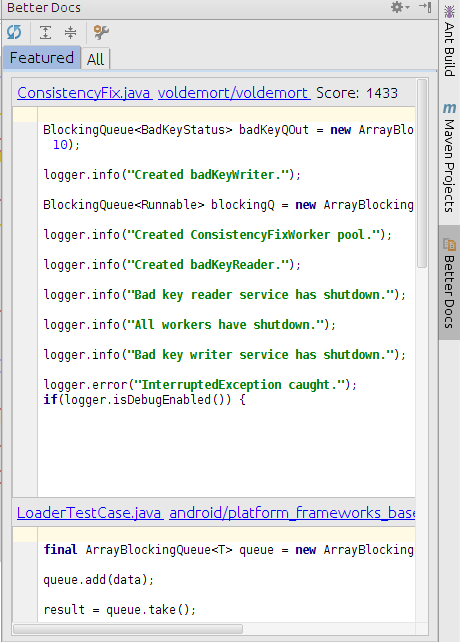 Better Docs
Featured
All
ConsistencyFix.java voldemort/voldemort Score: 1433
BlockingQueue<BadKeyStatus> badKeyQOut = new ArrayBlo
10);
logger.info("Created badKeyWriter.");
BlockingQueue<Runnable> blockingQ = new ArrayBlocking
logger.info("Created ConsistencyFixWorker pool.");
logger.info("Created badKeyReader.");
logger.info("Bad key reader service has shutdown.");
logger.info("All workers have shutdown.");
logger.info("Bad key writer service has shutdown.");
logger.error("InterruptedException caught.");
if(logger.isDebugEnabled()) {
LoaderTestCase.java android/platform_frameworks_base
final ArrayBlockingQueue<T> queue = new ArrayBlocking
queue.add(data);
result = queue.take();
Ant Build
m
Maven Projects
Better Docs